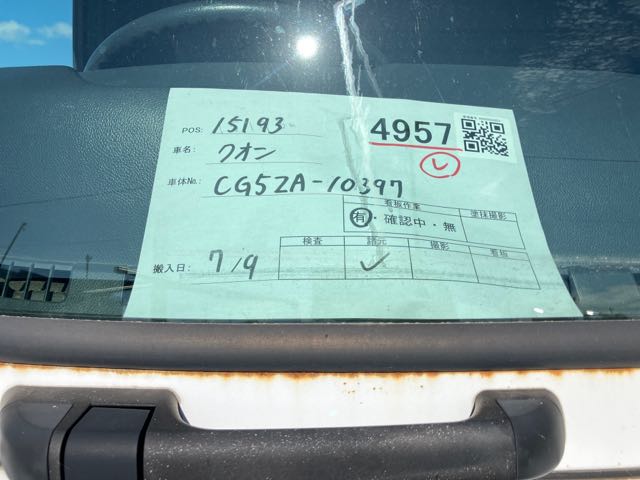 POS: 15193
4957
車名: クオン
し
車体No.: CG5ZA-10397
看板作業 塗抹撮影
有・確認中・無
検査 諸元 撮影 看板
搬入日: 7/9 ✓